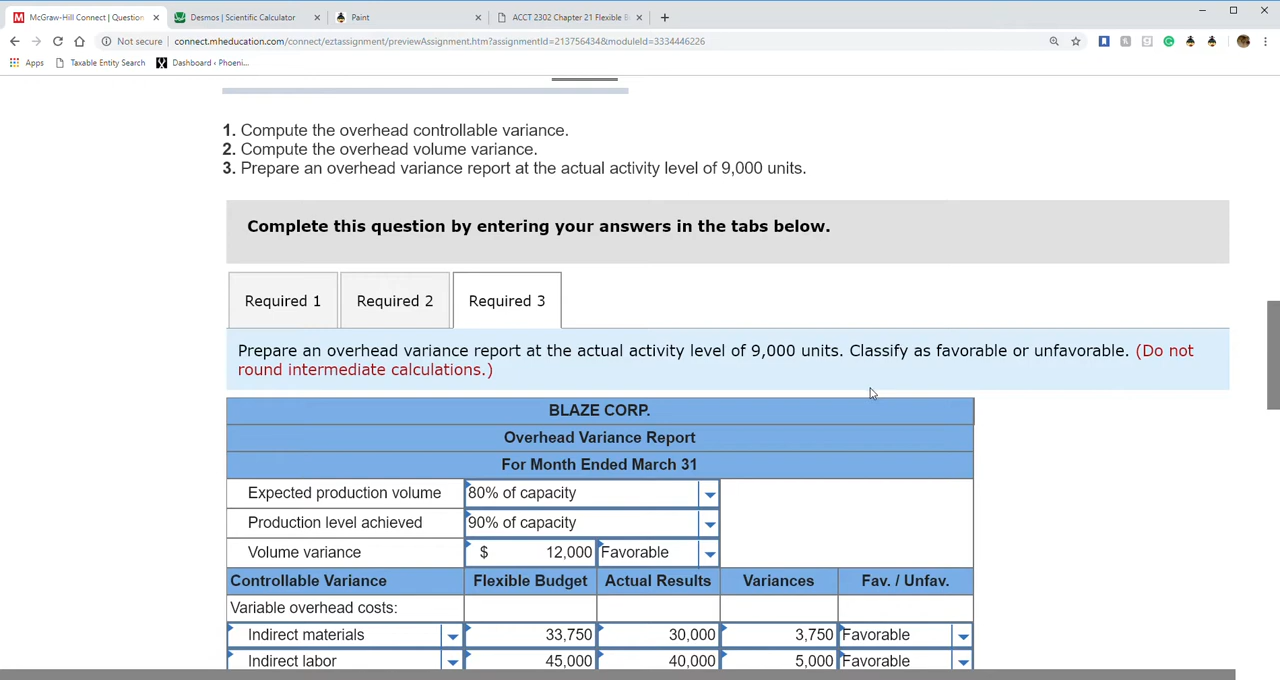 McGraw-Hill Connect | Question
Desmos | Scientific Calculator
Paint
ACCT 2302 Chapter 21 Flexible B
Not secure | connect.mheducation.com/connect/eztassignment/previewAssignment.htm?assignmentId=213756434&moduleId=3334446226
Apps Taxable Entity Search Dashboard ‹ Phoeni...
1. Compute the overhead controllable variance.
2. Compute the overhead volume variance.
3. Prepare an overhead variance report at the actual activity level of 9,000 units.
Complete this question by entering your answers in the tabs below.
Required 1 Required 2 Required 3
Prepare an overhead variance report at the actual activity level of 9,000 units. Classify as favorable or unfavorable. (Do not
round intermediate calculations.)
BLAZE CORP.
Overhead Variance Report
For Month Ended March 31
Expected production volume 80% of capacity
Production level achieved 90% of capacity
Volume variance $ 12,000 Favorable
Controllable Variance Flexible Budget Actual Results Variances Fav. / Unfav.
Variable overhead costs:
Indirect materials 33,750 30,000 3,750 Favorable
Indirect labor 45,000 40,000 5,000 Favorable